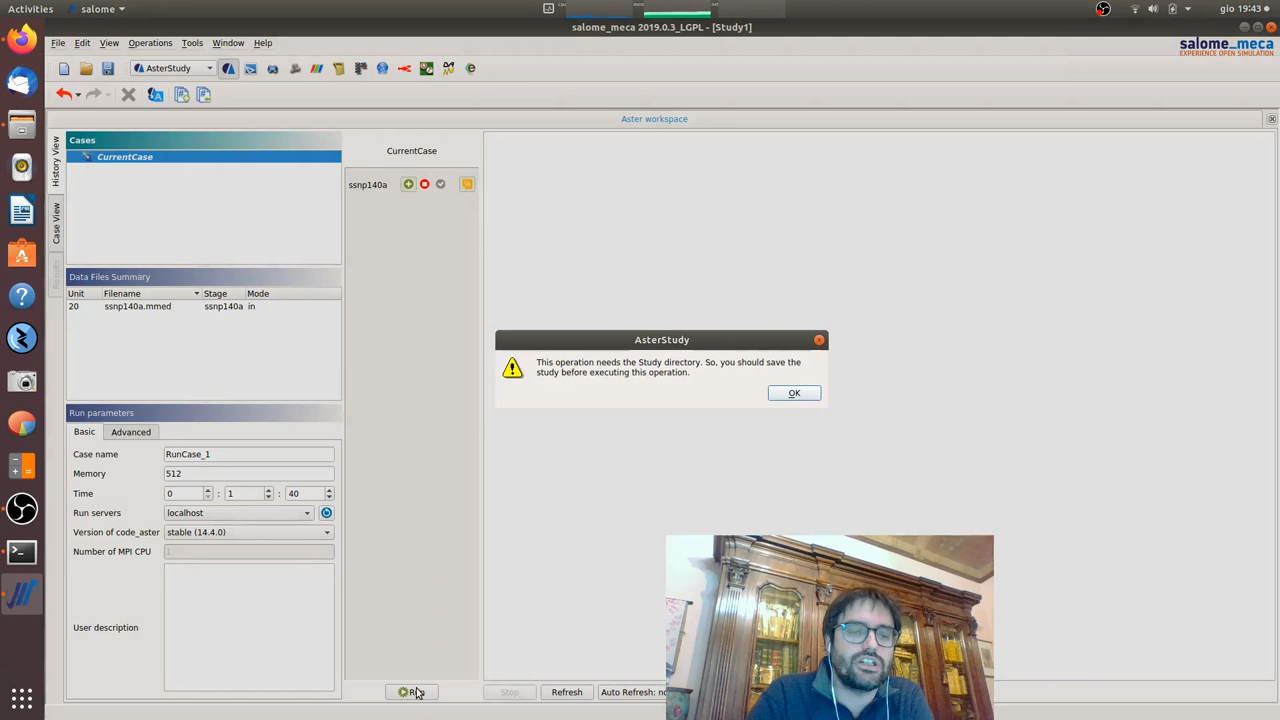 Activities salome gio 19:43
salome_meca 2019.0.3_LGPL - [Study1]
File Edit View Operations Tools Window Help
salome_meca
EXPERIENCE OPEN SIMULATION
AsterStudy
Aster workspace
History View
Case View
Results
Cases
CurrentCase
CurrentCase
ssnp140a
Data Files Summary
Unit Filename Stage Mode
20 ssnp140a.mmed ssnp140a in
AsterStudy
This operation needs the Study directory. So, you should save the
study before executing this operation.
OK
Run parameters
Basic Advanced
Case name RunCase_1
Memory 512
Time 0 : 1 : 40
Run servers localhost
Version of code_aster stable (14.4.0)
Number of MPI CPU 1
User description
Stop Refresh Auto Refresh: